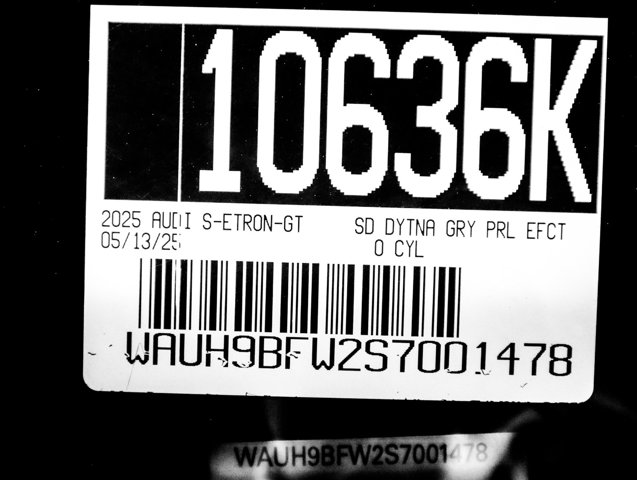 10636K
2025 AUDI S-ETRON-GT SD DYTNA GRY PRL EFCT
05/13/25 0 CYL
WAUH9BFW2S7001478
WAUH9BFW2S7001478